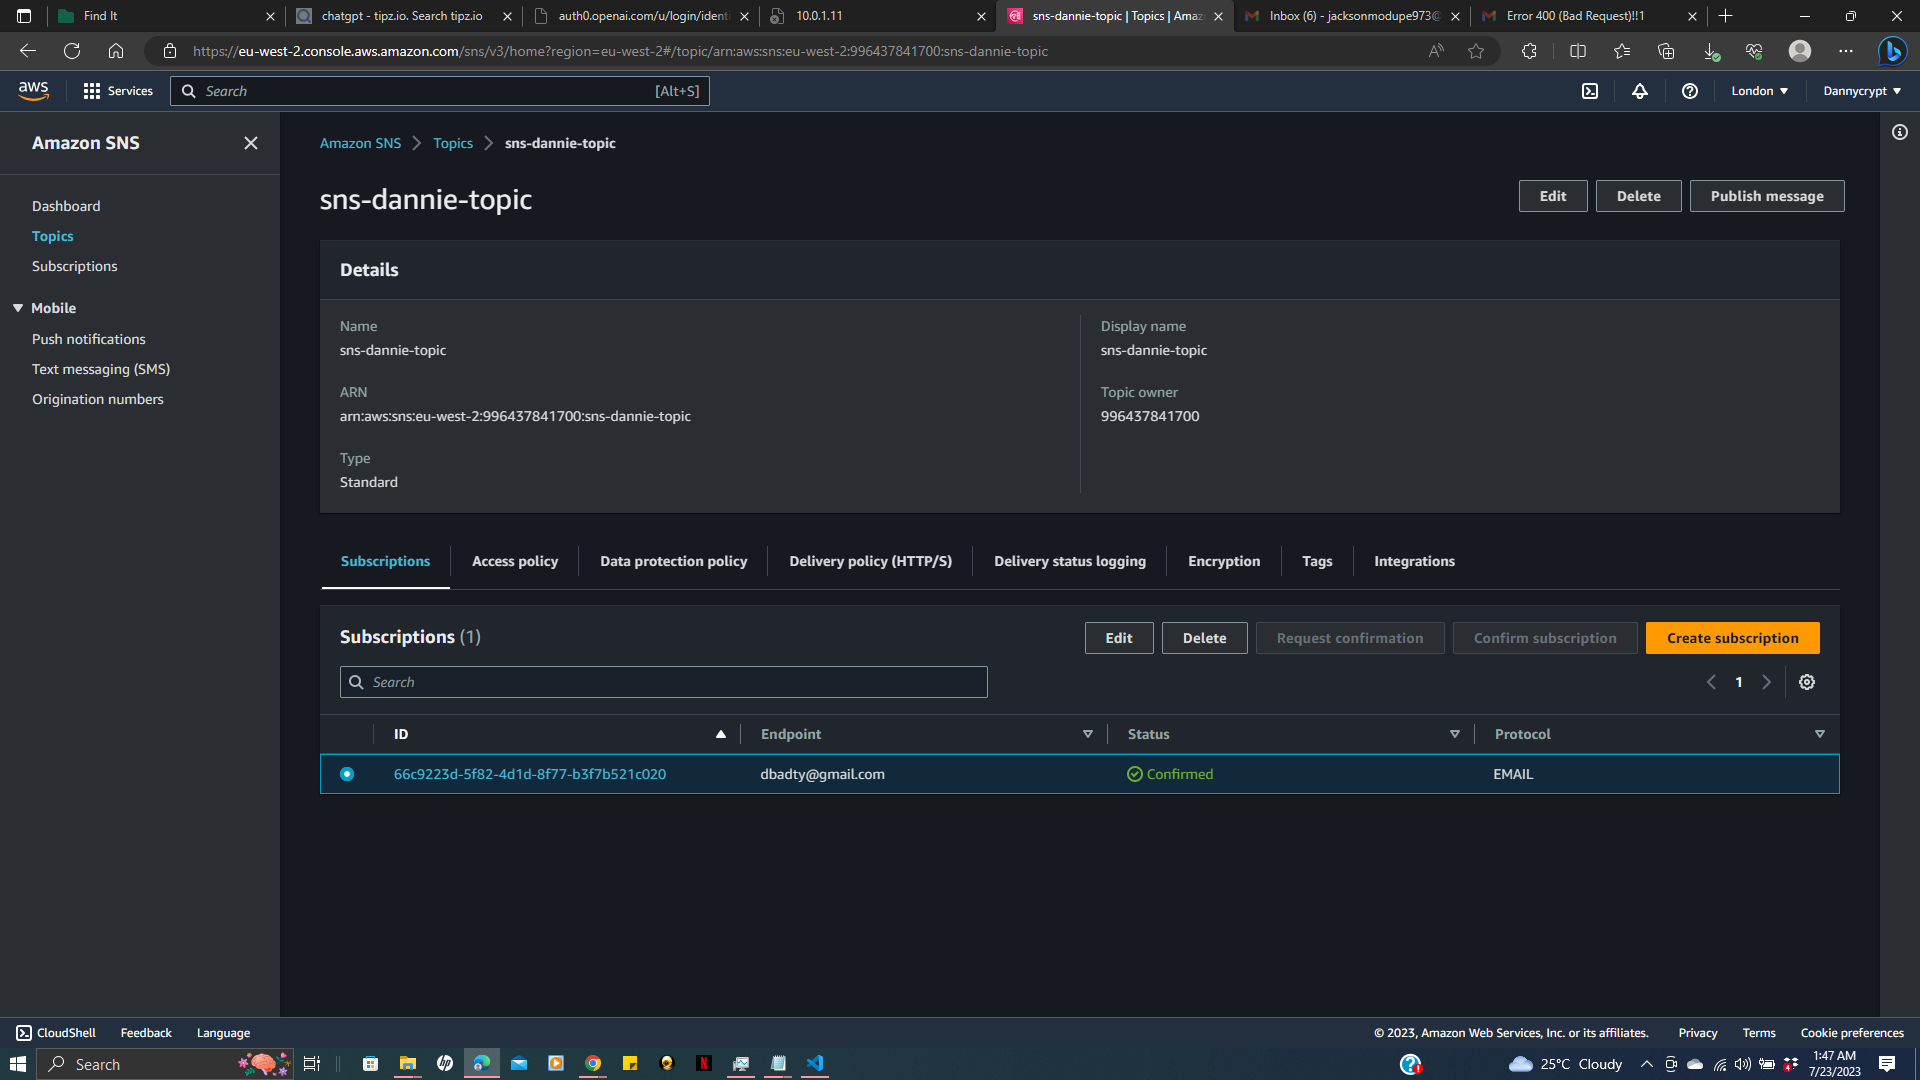 Find It
chatgpt - tipz.io. Search tipz.io
auth0.openai.com/u/login/identi
10.0.1.11
sns-dannie-topic | Topics | Amaz
Inbox (6) - jacksonmodupe973@
Error 400 (Bad Request)!!1
https://eu-west-2.console.aws.amazon.com/sns/v3/home?region=eu-west-2#/topic/arn:aws:sns:eu-west-2:996437841700:sns-dannie-topic
aws
Services
Search
[Alt+S]
London
Dannycrypt
Amazon SNS
Dashboard
Topics
Subscriptions
Mobile
Push notifications
Text messaging (SMS)
Origination numbers
Amazon SNS
Topics
sns-dannie-topic
sns-dannie-topic
Edit
Delete
Publish message
Details
Name
sns-dannie-topic
ARN
arn:aws:sns:eu-west-2:996437841700:sns-dannie-topic
Type
Standard
Display name
sns-dannie-topic
Topic owner
996437841700
Subscriptions
Access policy
Data protection policy
Delivery policy (HTTP/S)
Delivery status logging
Encryption
Tags
Integrations
Subscriptions (1)
Edit
Delete
Request confirmation
Confirm subscription
Create subscription
Search
1
ID
Endpoint
Status
Protocol
66c9223d-5f82-4d1d-8f77-b3f7b521c020
dbadty@gmail.com
Confirmed
EMAIL
CloudShell
Feedback
Language
© 2023, Amazon Web Services, Inc. or its affiliates.
Privacy
Terms
Cookie preferences
Search
25°C Cloudy
1:47 AM
7/23/2023